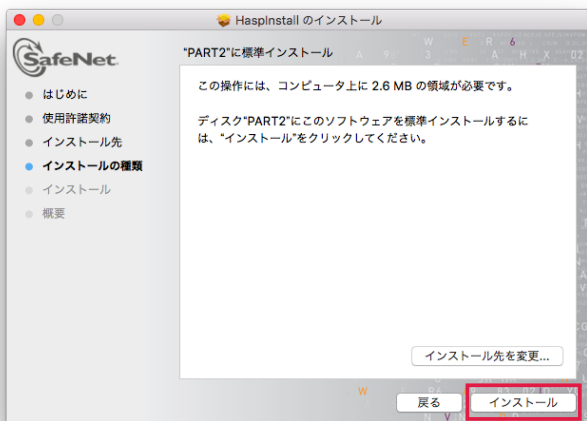 HaspInstall のインストール
SafeNet.
"PART2"に標準インストール
はじめに
使用許諾契約
インストール先
インストールの種類
インストール
概要
この操作には、コンピュータ上に 2.6 MB の領域が必要です。
ディスク"PART2"にこのソフトウェアを標準インストールするに
は、"インストール"をクリックしてください。
インストール先を変更...
戻る
インストール